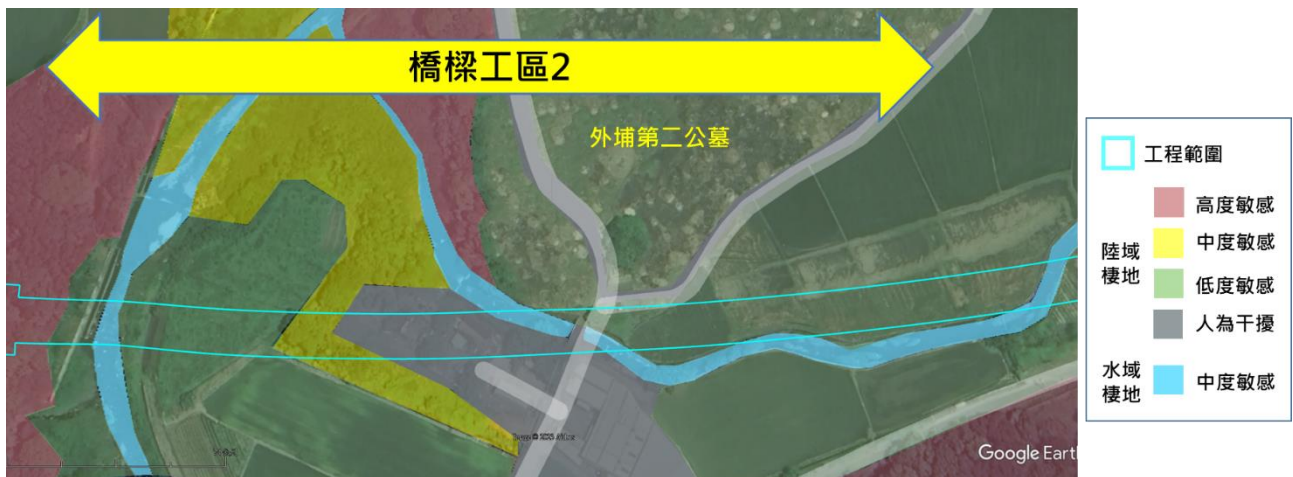 橋樑工區2
外埔第二公墓
工程範圍
陸域棲地
高度敏感
中度敏感
低度敏感
人為干擾
水域棲地
中度敏感
Google Eart